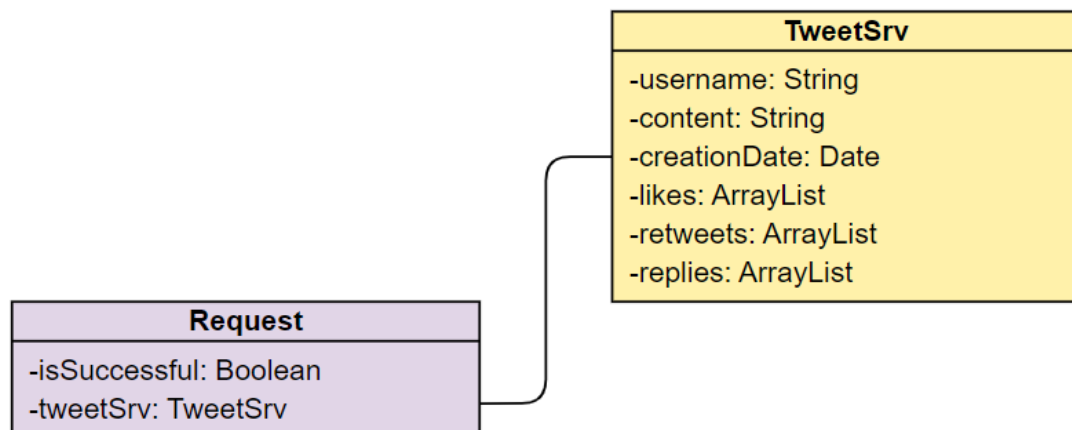 TweetSrv
-username: String
-content: String
-creationDate: Date
-likes: ArrayList
-retweets: ArrayList
-replies: ArrayList
Request
-isSuccessful: Boolean
-tweetSrv: TweetSrv